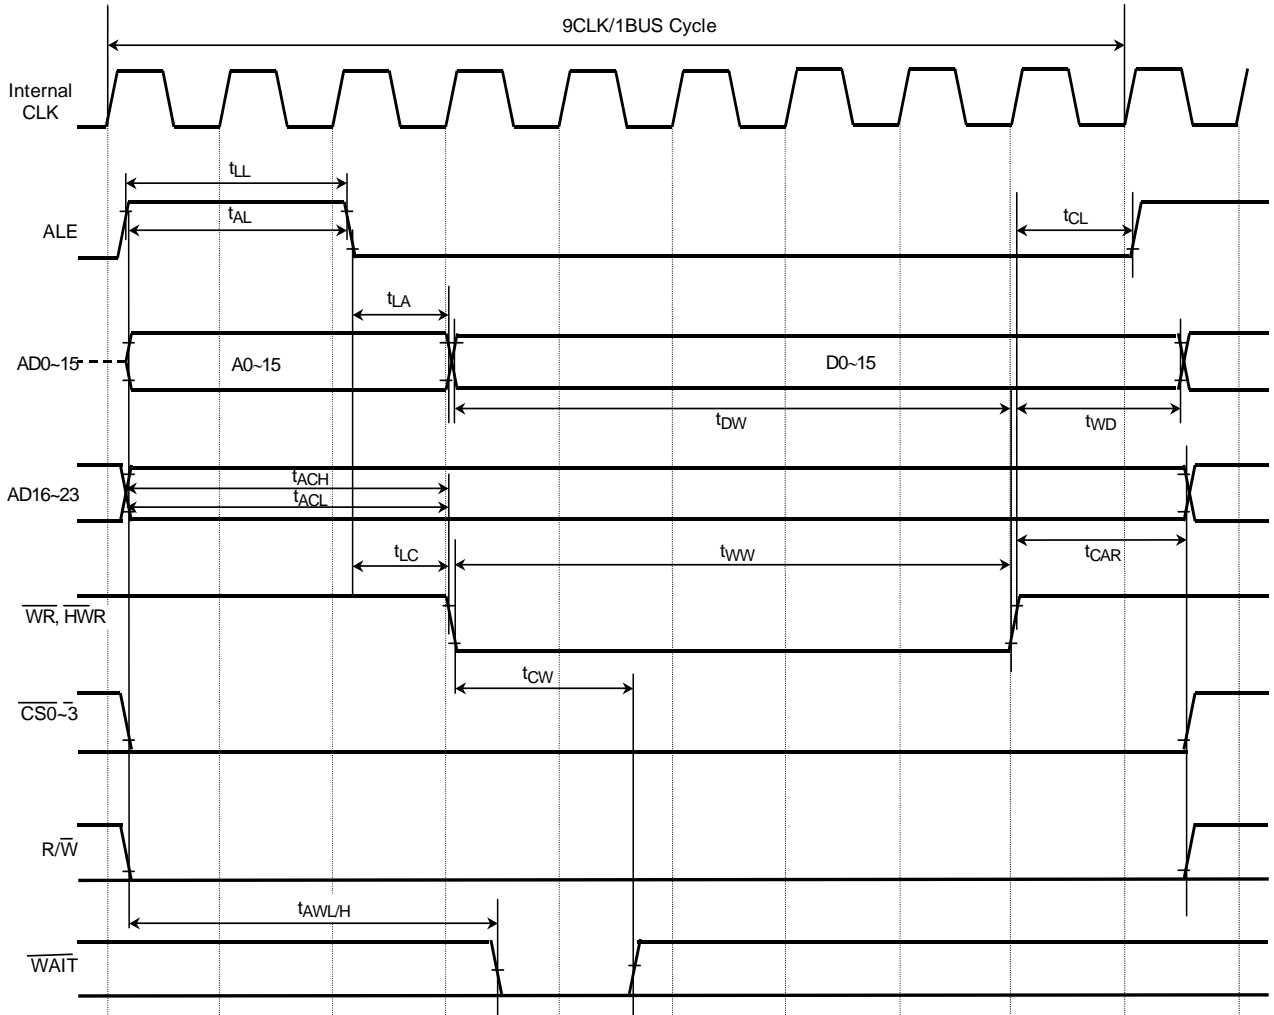 9CLK/1BUS Cycle
Internal
CLK
tLL
ALE
tAL
tCL
tLA
AD0~15
A0~15
D0~15
tDW
tWD
AD16~23
tACH
tACL
tLC
tWW
tCAR
WR, HWR
tCW
CS0~3
R/W
tAWL/H
WAIT